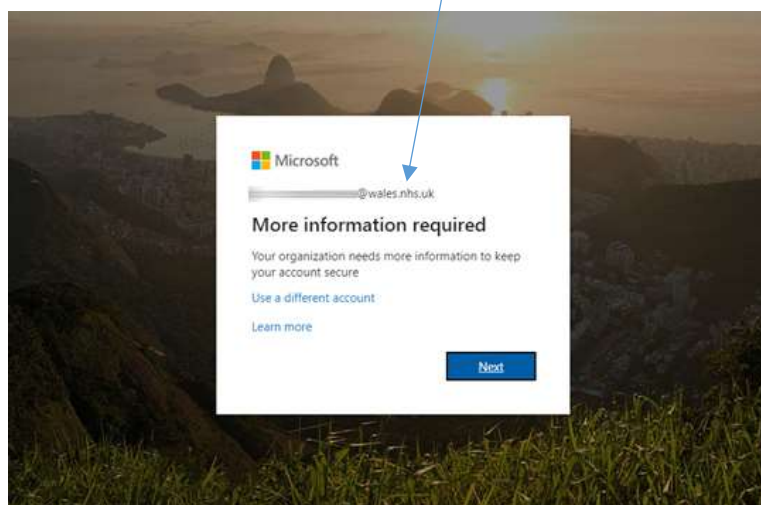 Microsoft
@wales.nhs.uk
More information required
Your organization needs more information to keep
your account secure
Use a different account
Learn more
Next